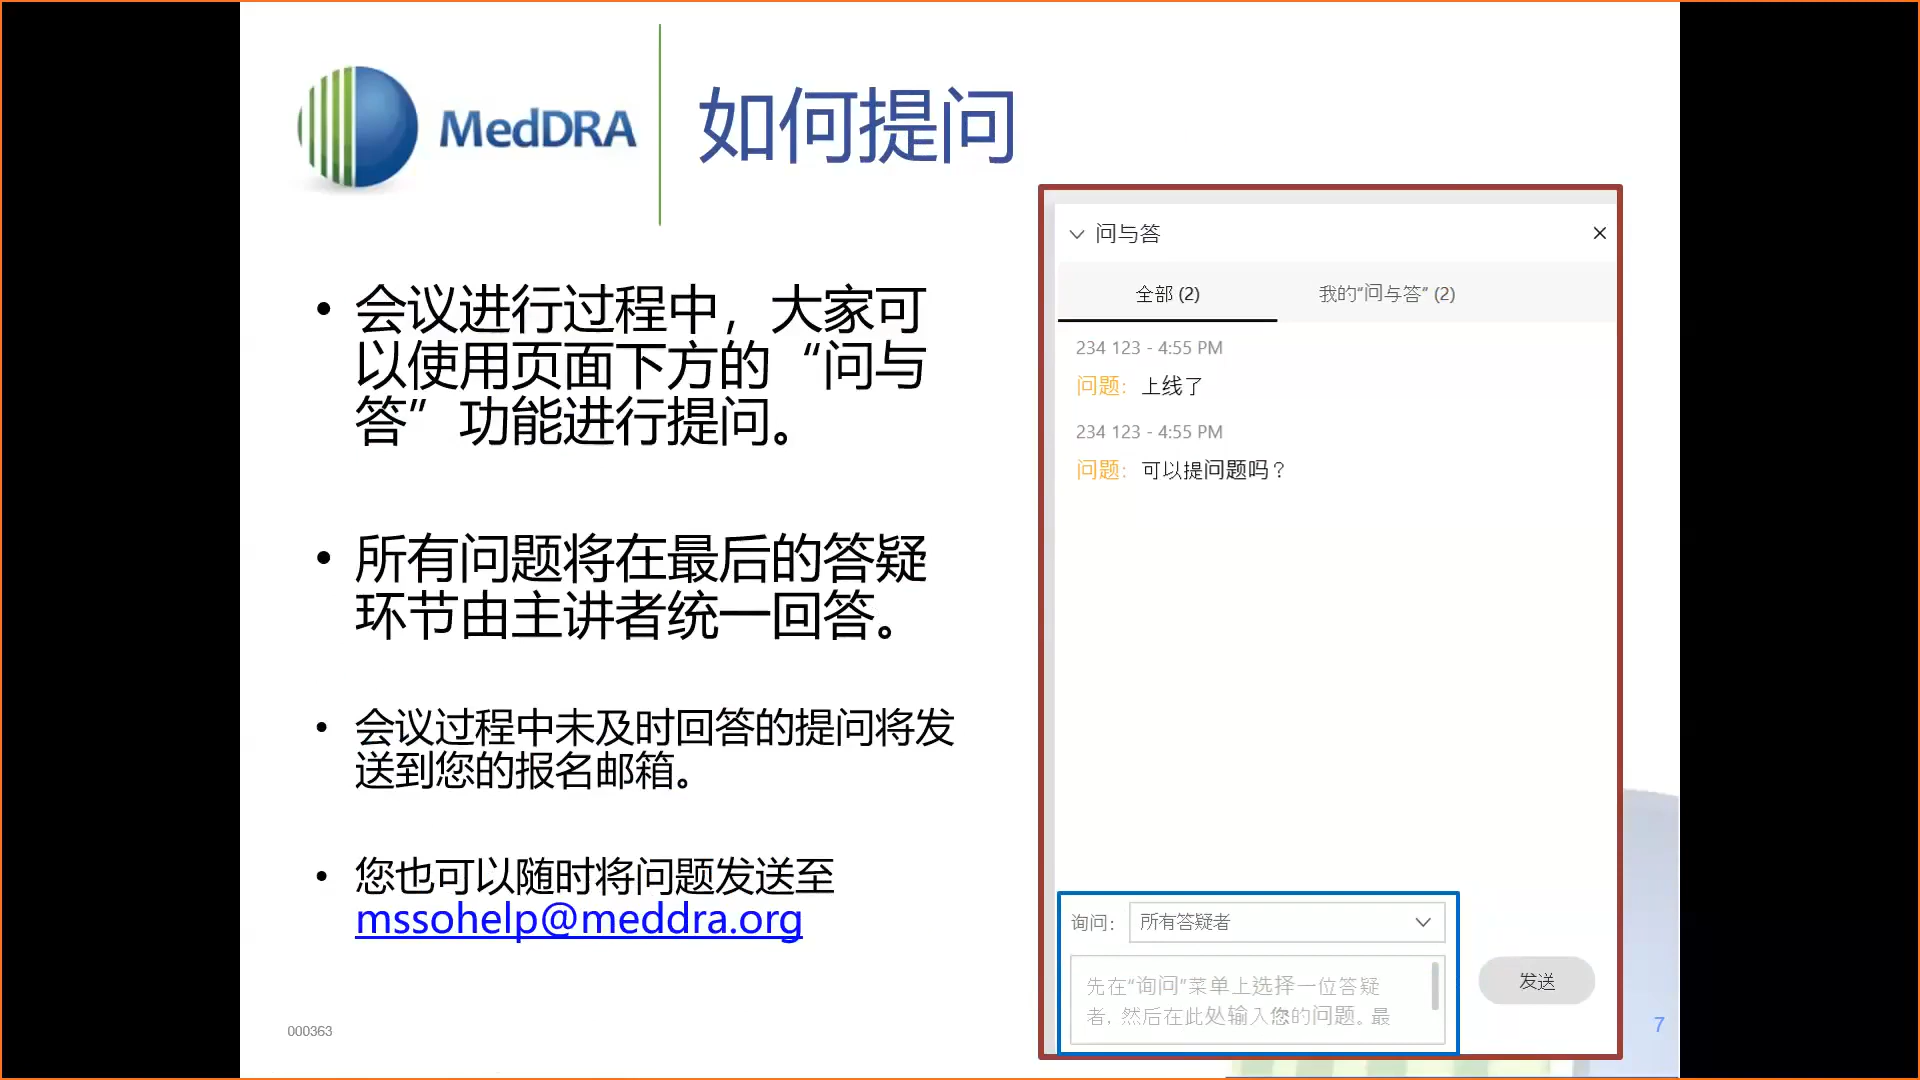 MedDRA
如何提问
• 会议进行过程中，大家可
以使用页面下方的“问与
答”功能进行提问。
• 所有问题将在最后的答疑
环节由主讲者统一回答。
• 会议过程中未及时回答的提问将发
送到您的报名邮箱。
• 您也可以随时将问题发送至
mssohelp@meddra.org
000363
问与答
全部 (2) 我的“问与答” (2)
234 123 - 4:55 PM
问题： 上线了
234 123 - 4:55 PM
问题： 可以提问题吗？
询问： 所有答疑者
先在“询问”菜单上选择一位答疑
者，然后在此处输入您的问题。最
发送
7